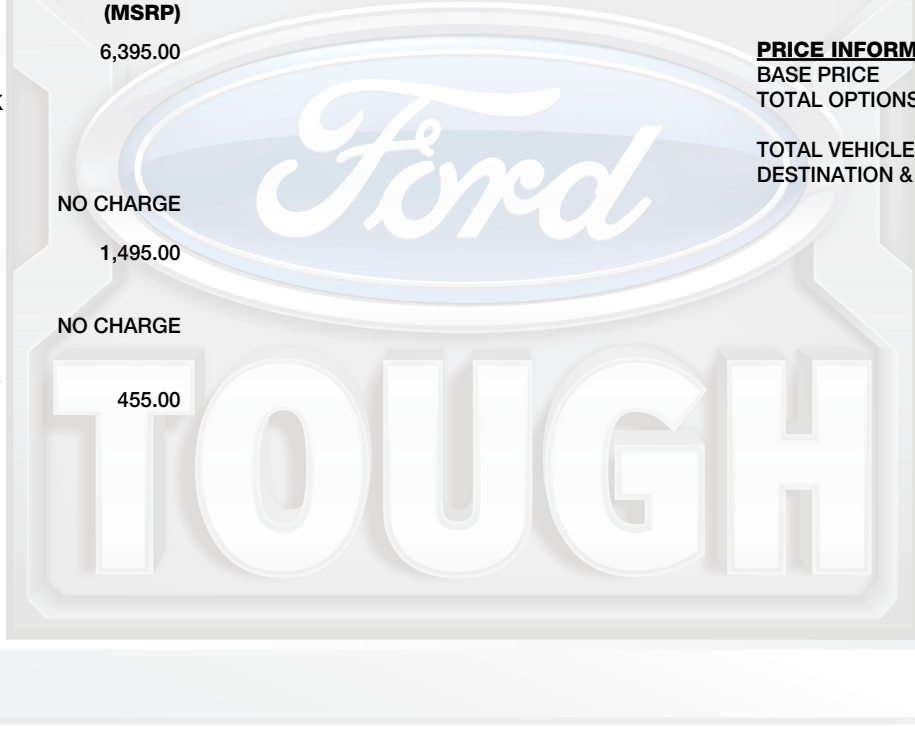 (MSRP)
6,395.00
NO CHARGE
1,495.00
NO CHARGE
455.00
PRICE INFORM
BASE PRICE
TOTAL OPTIONS
TOTAL VEHICLE
DESTINATION &
Ford
TOUGH